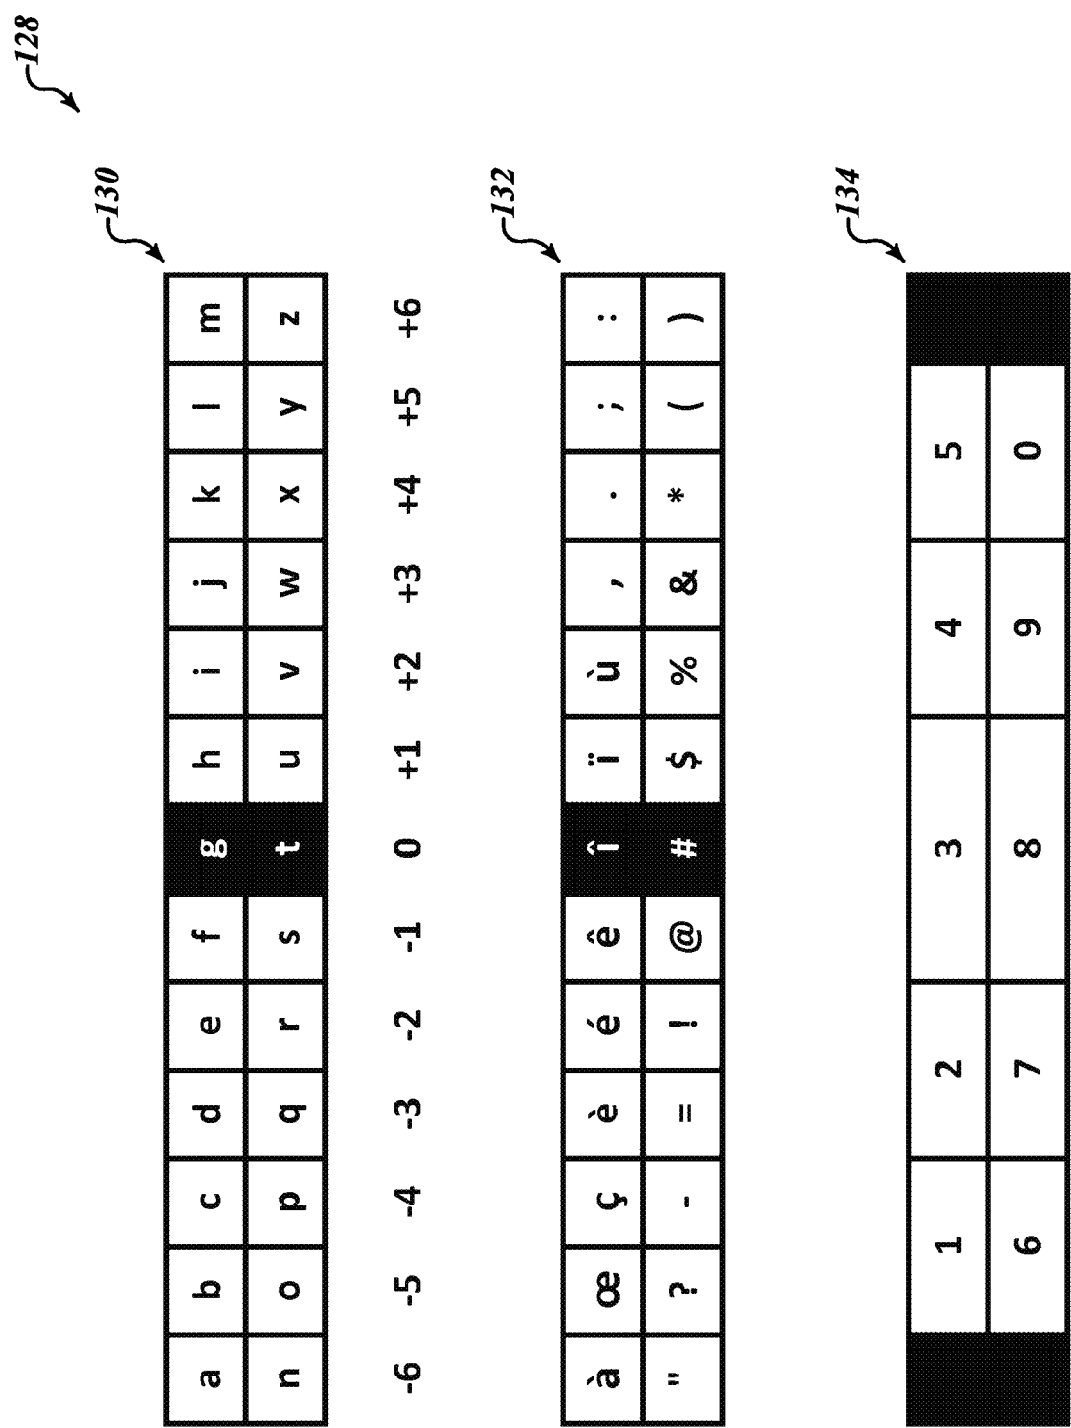 128
130
a b c d e f g h i j k l m
n o p q r s t u v w x y z
-6 -5 -4 -3 -2 -1 0 +1 +2 +3 +4 +5 +6
132
à œ ç è é ê î ï ù , . ; :
" ? - = ! @ # $ % & * ( )
134
1 2 3 4 5
6 7 8 9 0